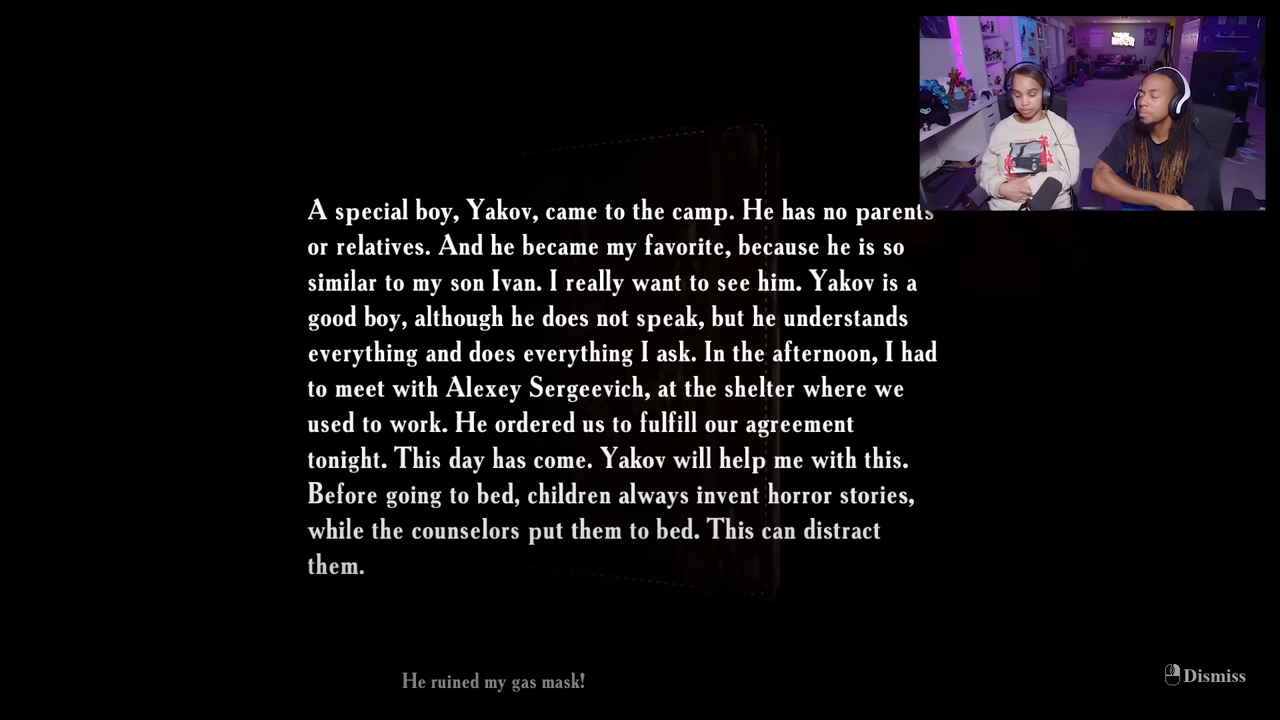 A special boy, Yakov, came to the camp. He has no parents
or relatives. And he became my favorite, because he is so
similar to my son Ivan. I really want to see him. Yakov is a
good boy, although he does not speak, but he understands
everything and does everything I ask. In the afternoon, I had
to meet with Alexey Sergeevich, at the shelter where we
used to work. He ordered us to fulfill our agreement
tonight. This day has come. Yakov will help me with this.
Before going to bed, children always invent horror stories,
while the counselors put them to bed. This can distract
them.
He ruined my gas mask!
Dismiss